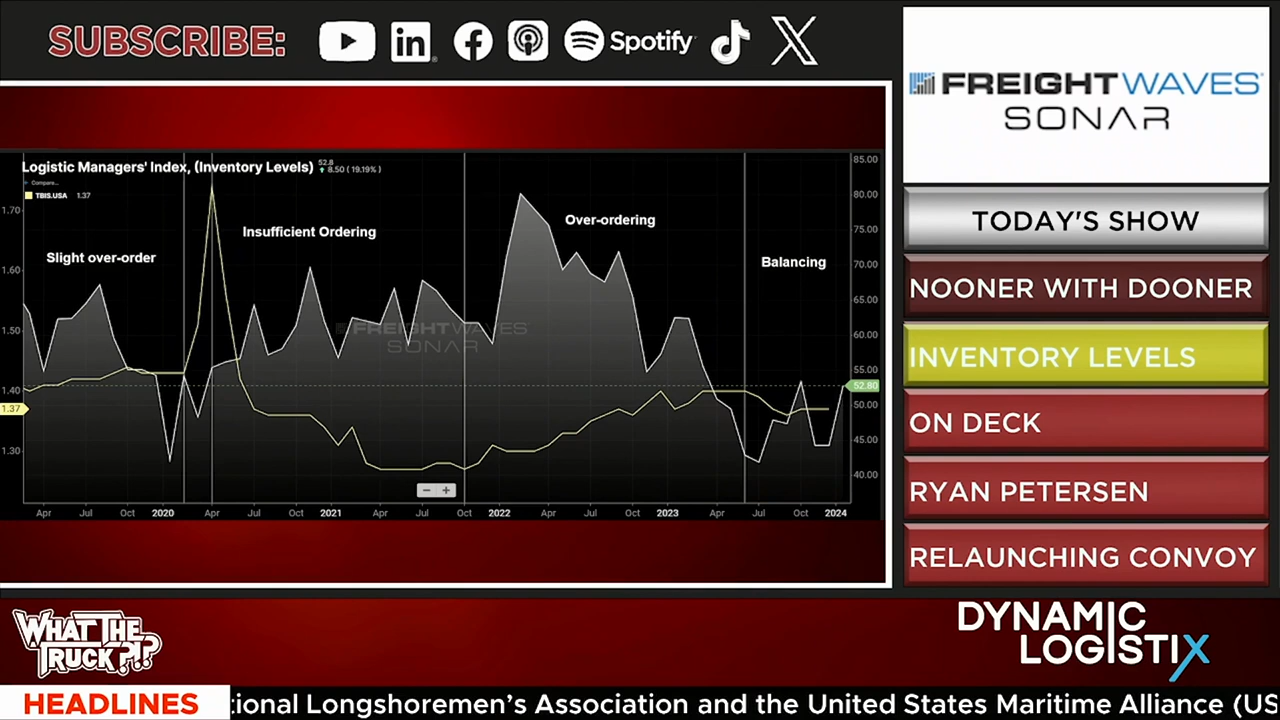 SUBSCRIBE:
in
Spotify
FREIGHTWAVES
SONAR
TODAY'S SHOW
NOONER WITH DOONER
INVENTORY LEVELS
ON DECK
RYAN PETERSEN
RELAUNCHING CONVOY
Logistic Managers' Index, (Inventory Levels)
52.8
8.50 ( 19.19% )
+ Compare...
TBIS.USA 1.37
Slight over-order
Insufficient Ordering
Over-ordering
Balancing
FREIGHTWAVES
SONAR
1.70
1.60
1.50
1.40
1.37
1.30
85.00
80.00
75.00
70.00
65.00
60.00
55.00
52.80
50.00
45.00
40.00
− +
Apr Jul Oct 2020 Apr Jul 2021 Apr Jul Oct 2022 Apr Jul 2023 Apr Jul Oct 2024
WHAT THE
TRUCK?!?
DYNAMIC
LOGISTIX
HEADLINES
tional Longshoremen's Association and the United States Maritime Alliance (US